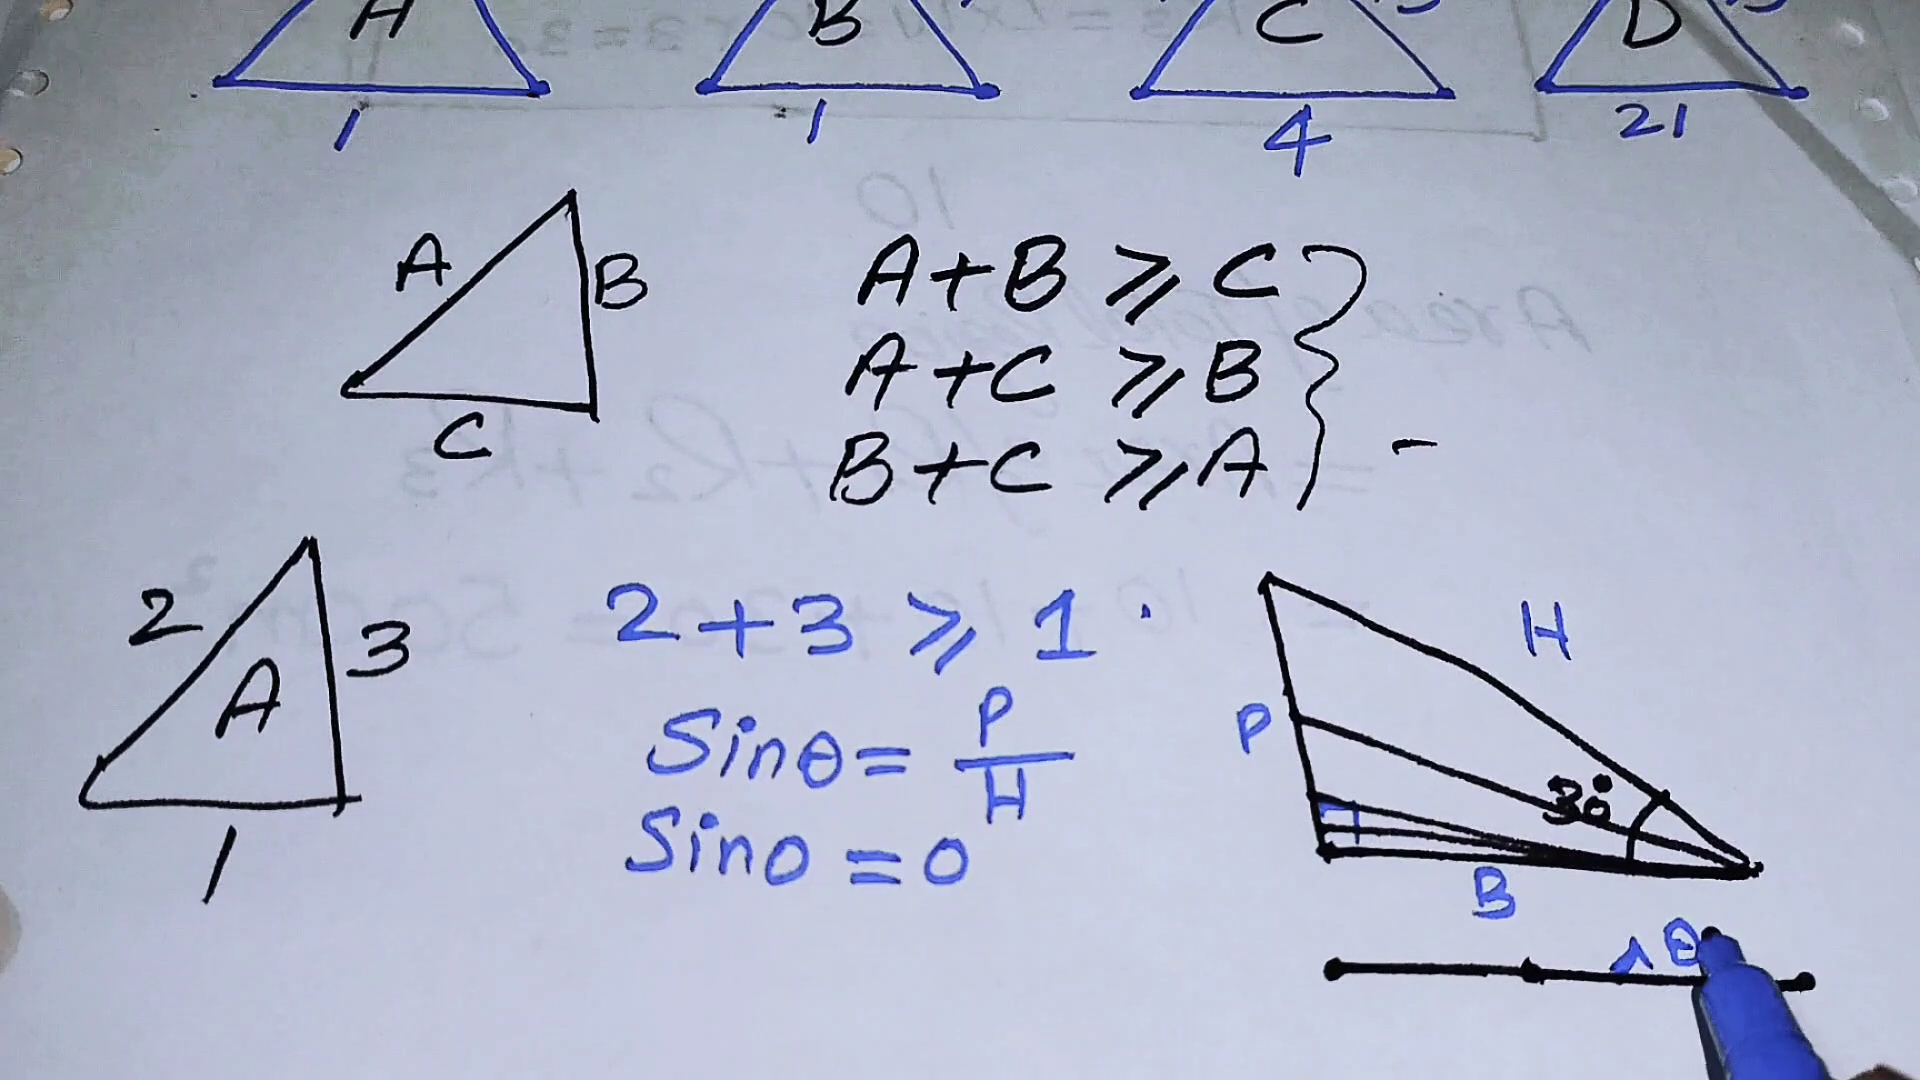 A B C D
1 1 4 21
A
B
C
A+B ⩾ C
A+C ⩾ B
B+C ⩾ A
2
3
A
1
2+3 ⩾ 1
Sinθ = P/H
Sin0 = 0
H
P
30°
B